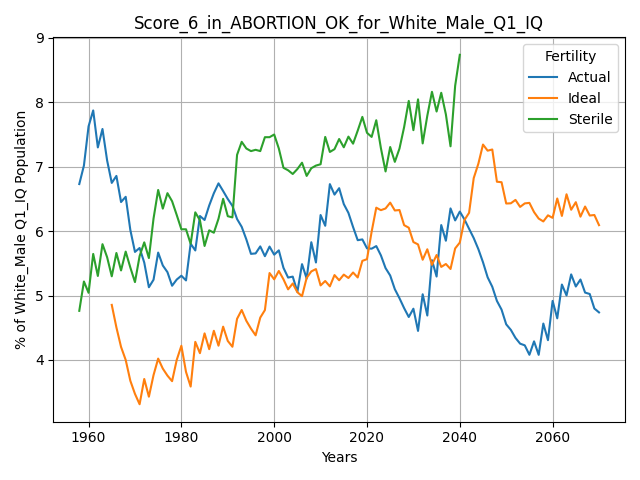 Score_6_in_ABORTION_OK_for_White_Male_Q1_IQ
% of White_Male Q1_IQ Population
9
8
7
6
5
4
Fertility
Actual
Ideal
Sterile
1960
1980
2000
2020
2040
2060
Years